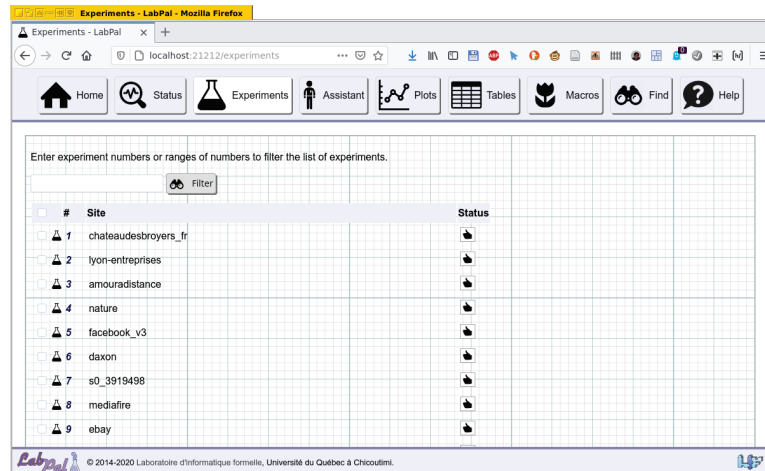 Experiments - LabPal - Mozilla Firefox
Experiments - LabPal
localhost:21212/experiments
0
Home Status Experiments Assistant Plots Tables Macros Find Help
Enter experiment numbers or ranges of numbers to filter the list of experiments.
Filter
# Site Status
1 chateaudesbroyers_fr
2 lyon-entreprises
3 amouradistance
4 nature
5 facebook_v3
6 daxon
7 s0_3919498
8 mediafire
9 ebay
LabPal © 2014-2020 Laboratoire d'informatique formelle, Université du Québec à Chicoutimi.